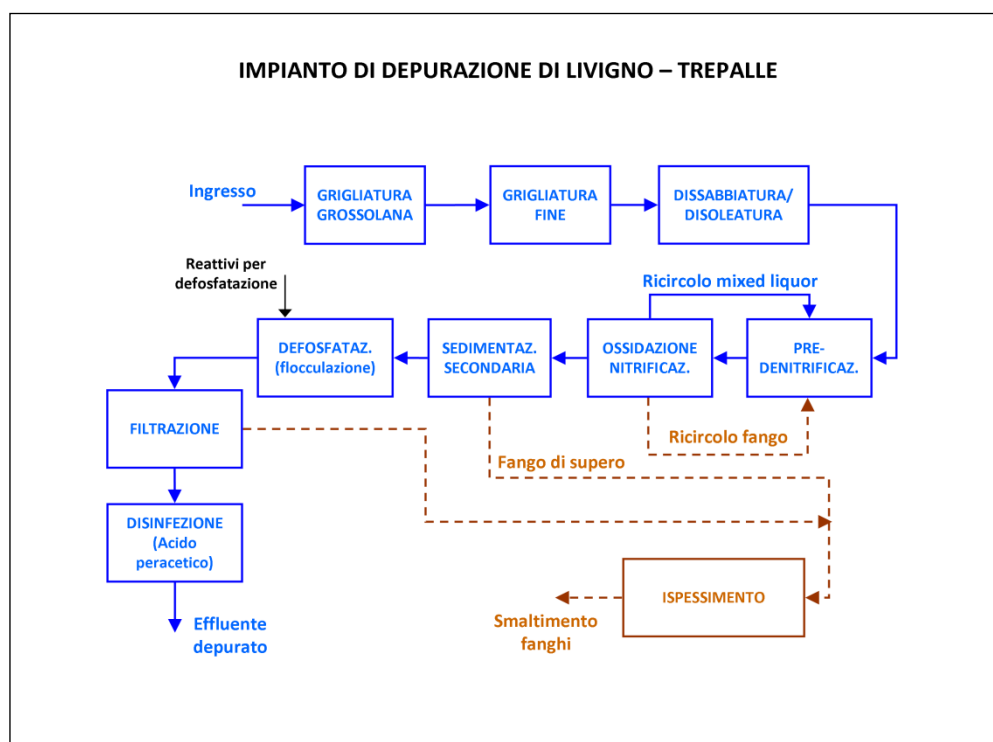 IMPIANTO DI DEPURAZIONE DI LIVIGNO – TREPALLE
Ingresso
GRIGLIATURA
GROSSOLANA
GRIGLIATURA
FINE
DISSABBIATURA/
DISOLEATURA
Reattivi per
defosfatazione
Ricircolo mixed liquor
DEFOSFATAZ.
(flocculazione)
SEDIMENTAZ.
SECONDARIA
OSSIDAZIONE
NITRIFICAZ.
PRE-
DENITRIFICAZ.
FILTRAZIONE
Ricircolo fango
Fango di supero
DISINFEZIONE
(Acido
peracetico)
ISPESSIMENTO
Smaltimento
fanghi
Effluente
depurato